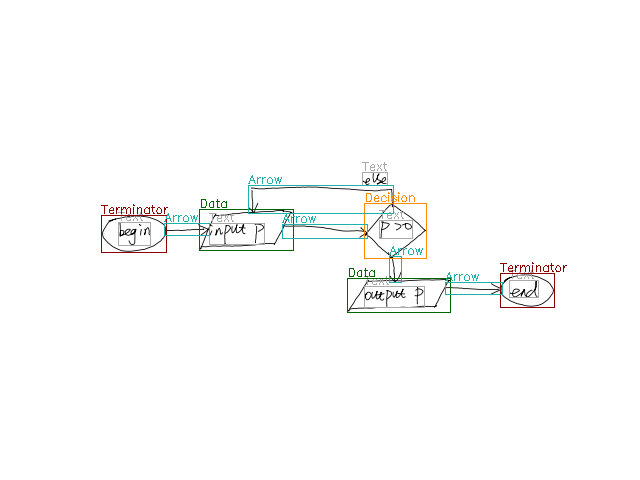 Text
else
Arrow
Decision
Data
Terminator
Text
Arrow
Text
Arrow
Text
begin
input p
p >0
Arrow
Data
Text
Arrow
Terminator
Text
output p
end